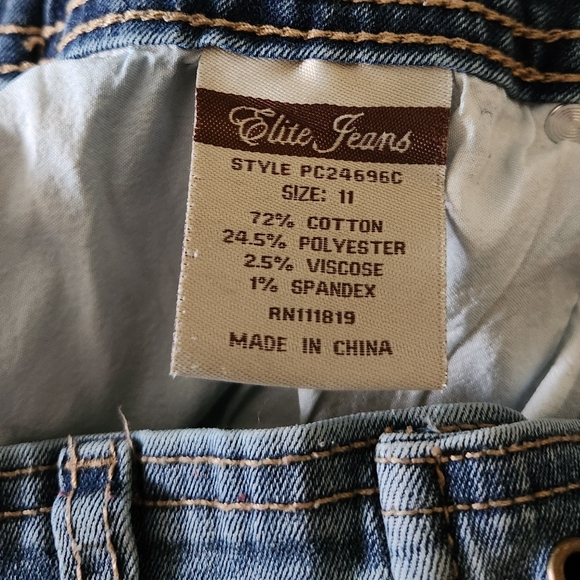 Elite Jeans
STYLE PC24696C
SIZE: 11
72% COTTON
24.5% POLYESTER
2.5% VISCOSE
1% SPANDEX
RN111819
MADE IN CHINA